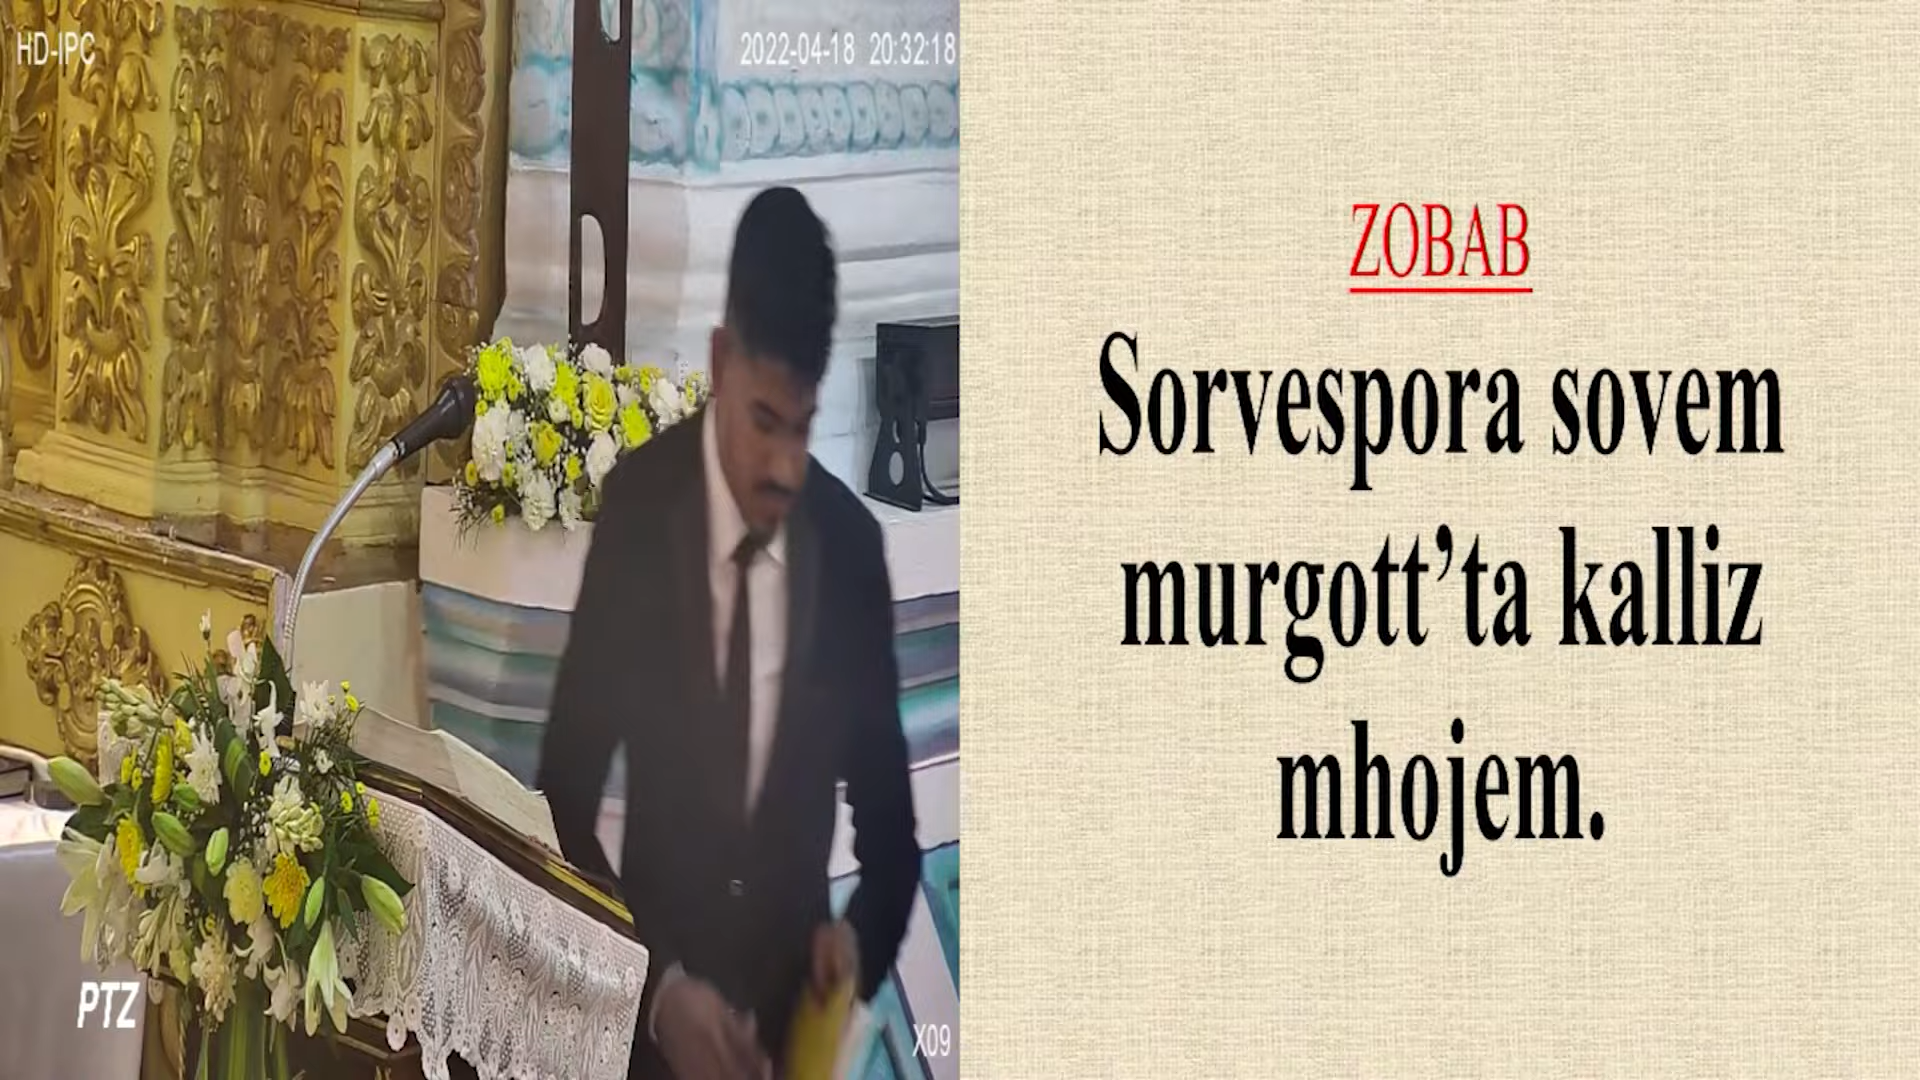 HD-IPC
2022-04-18 20:32:18
ZOBAB
Sorvespora sovem
murgott’ta kalliz
mhojem.
PTZ
X09